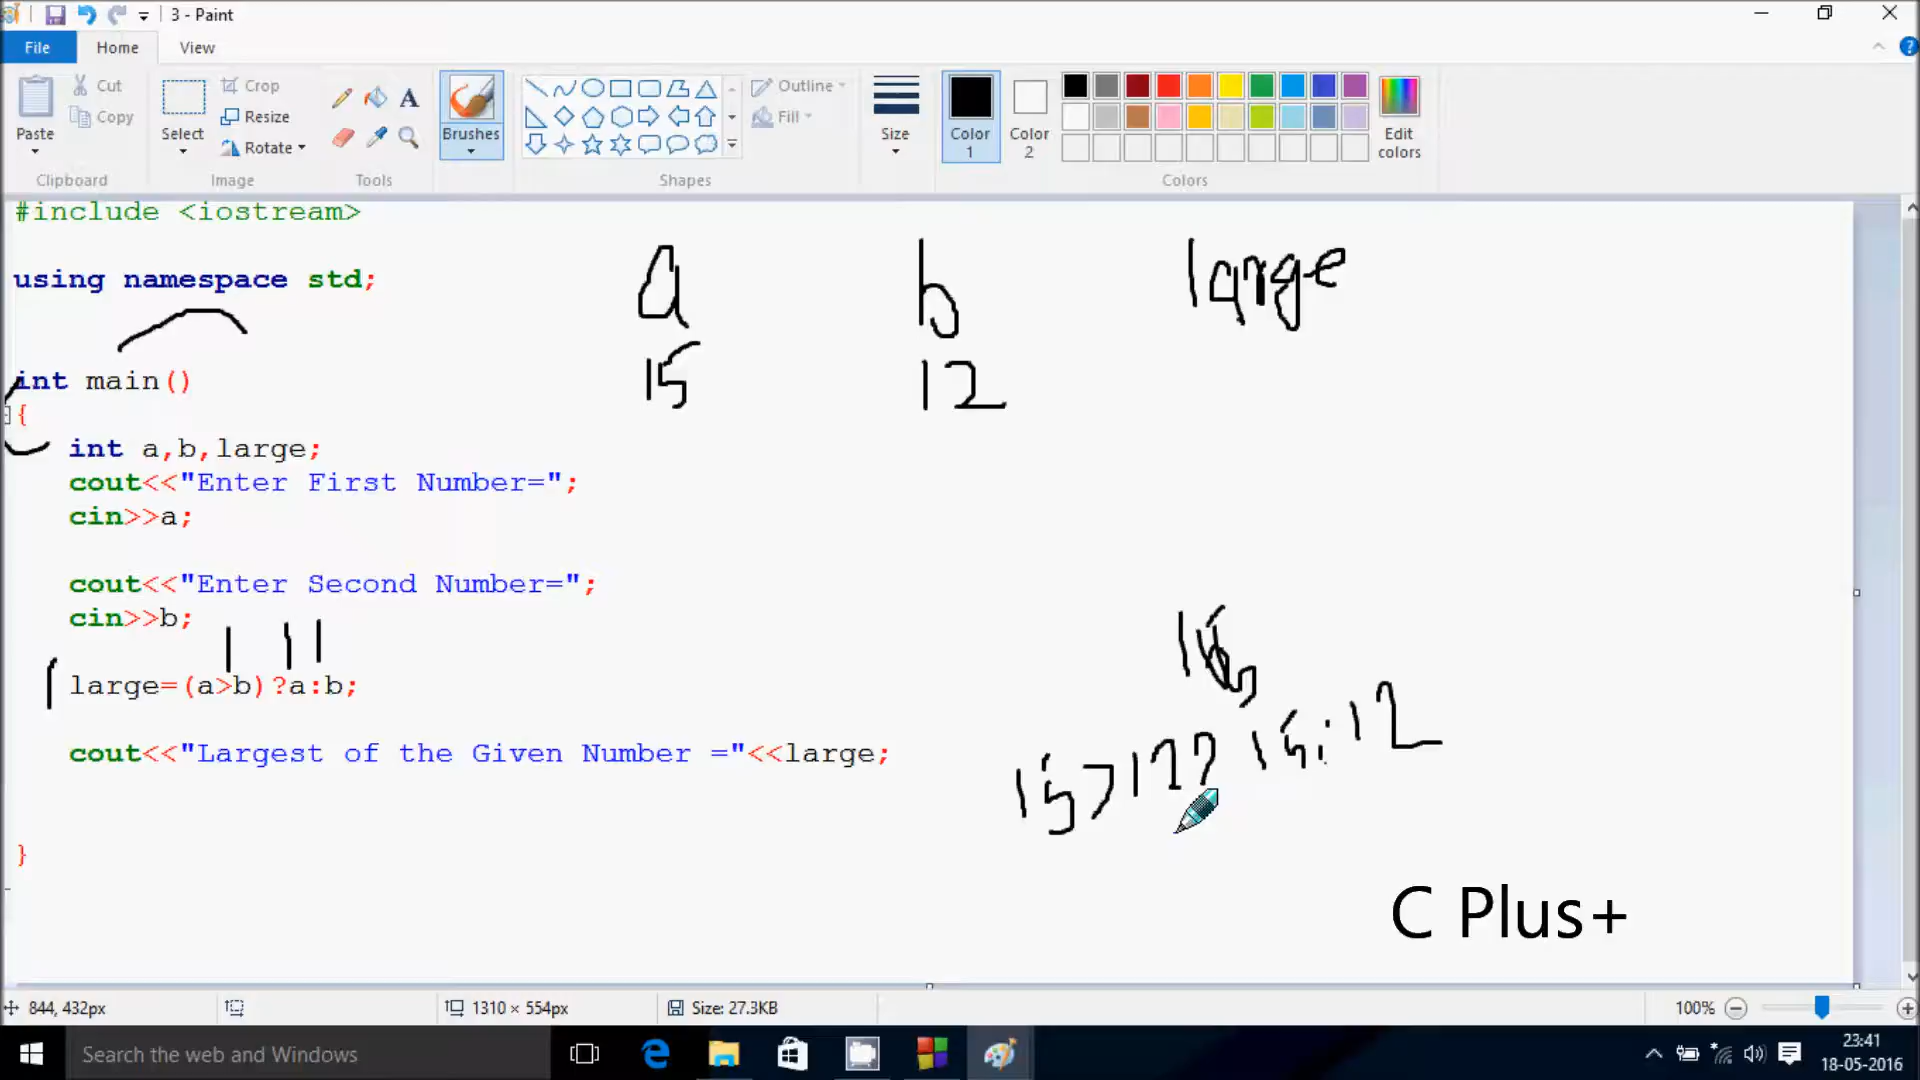 3 - Paint
File Home View
Paste
Cut
Copy
Clipboard
Select
Crop
Resize
Rotate
Image
Tools
Brushes
Shapes
Outline
Fill
Size
Color 1
Color 2
Edit colors
Colors
#include <iostream>
using namespace std;
a b large
15 12
int main()
{
int a,b,large;
cout<<"Enter First Number=";
cin>>a;
cout<<"Enter Second Number=";
cin>>b;
large=(a>b)?a:b;
15>12? 15:12
cout<<"Largest of the Given Number ="<<large;
}
C Plus+
844, 432px
1310 × 554px
Size: 27.3KB
100%
Search the web and Windows
23:41
18-05-2016